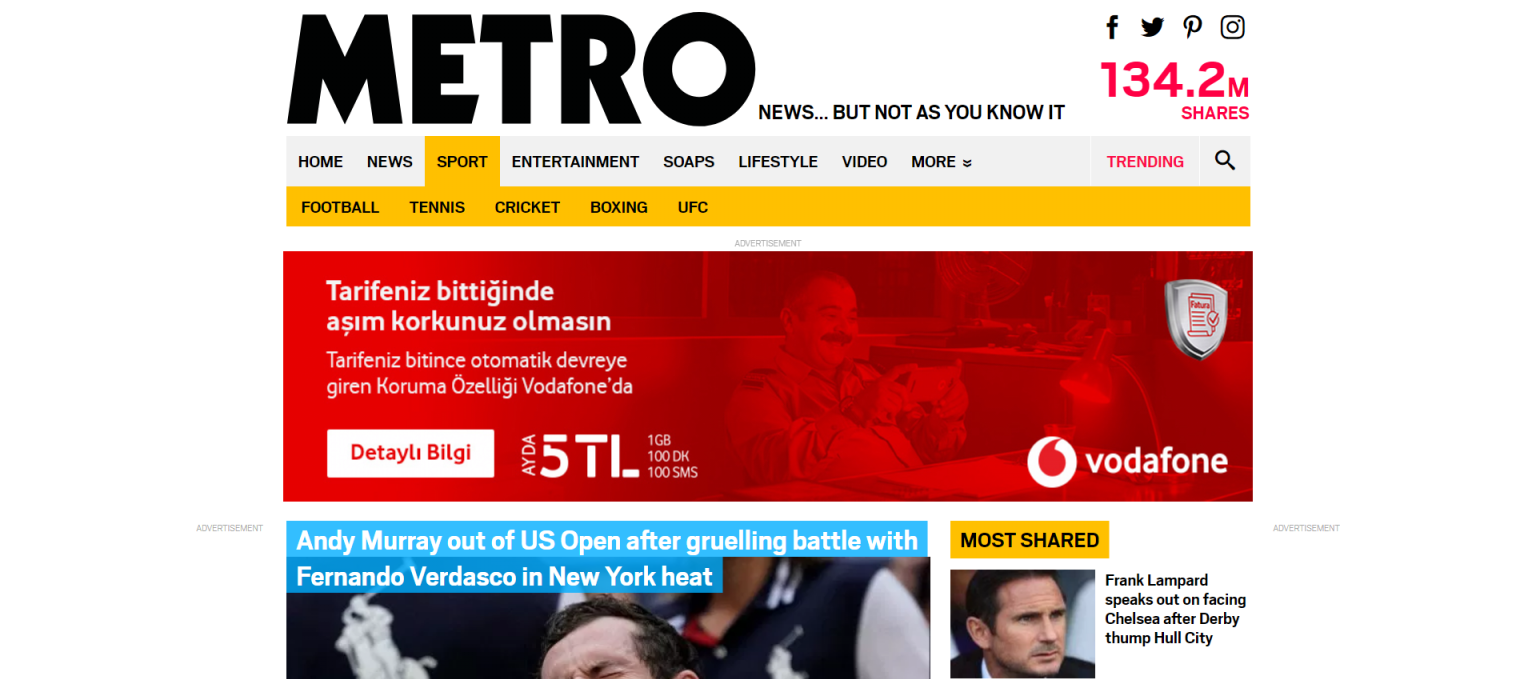 METRO
NEWS... BUT NOT AS YOU KNOW IT
134.2M
SHARES
HOME NEWS SPORT ENTERTAINMENT SOAPS LIFESTYLE VIDEO MORE TRENDING
FOOTBALL TENNIS CRICKET BOXING UFC
ADVERTISEMENT
Tarifeniz bittiğinde
aşım korkunuz olmasın
Tarifeniz bitince otomatik devreye
giren Koruma Özelliği Vodafone'da
Fatura
Detaylı Bilgi
AYDA
5TL
1GB
100 DK
100 SMS
vodafone
ADVERTISEMENT
Andy Murray out of US Open after gruelling battle with
Fernando Verdasco in New York heat
MOST SHARED
Frank Lampard
speaks out on facing
Chelsea after Derby
thump Hull City
ADVERTISEMENT